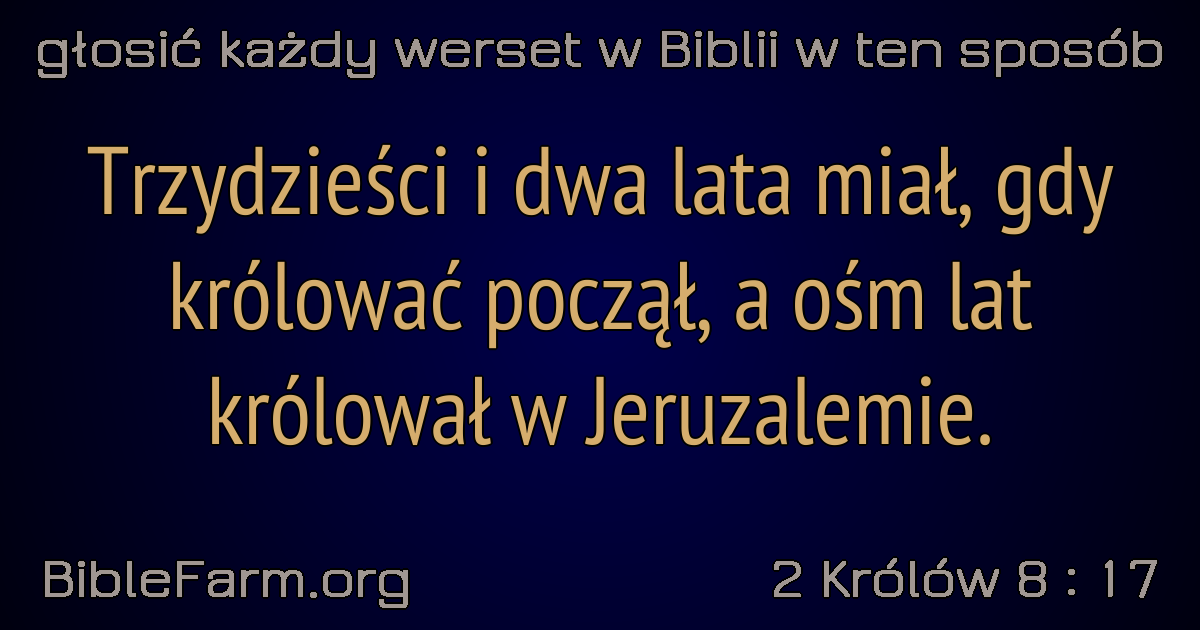 głosić każdy werset w Biblii w ten sposób
Trzydzieści i dwa lata miał, gdy
królować począł, a ośm lat
królował w Jeruzalemie.
BibleFarm.org
2 Królów 8 : 17